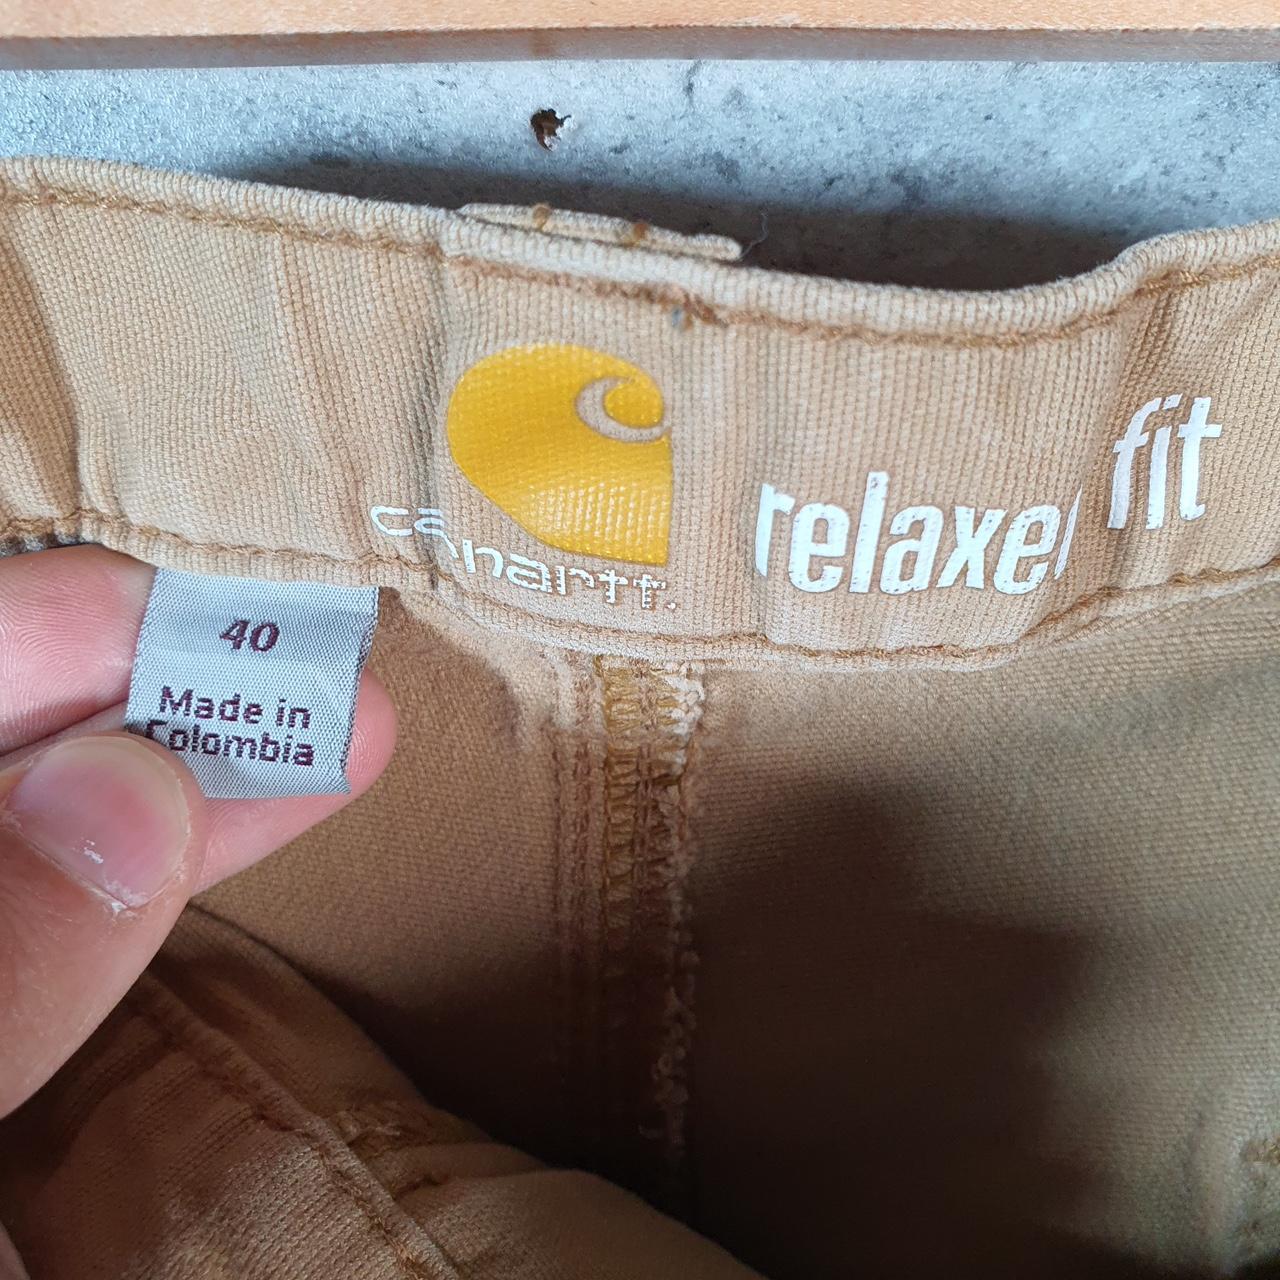 carhartt.
relaxed fit
40
Made in
Colombia